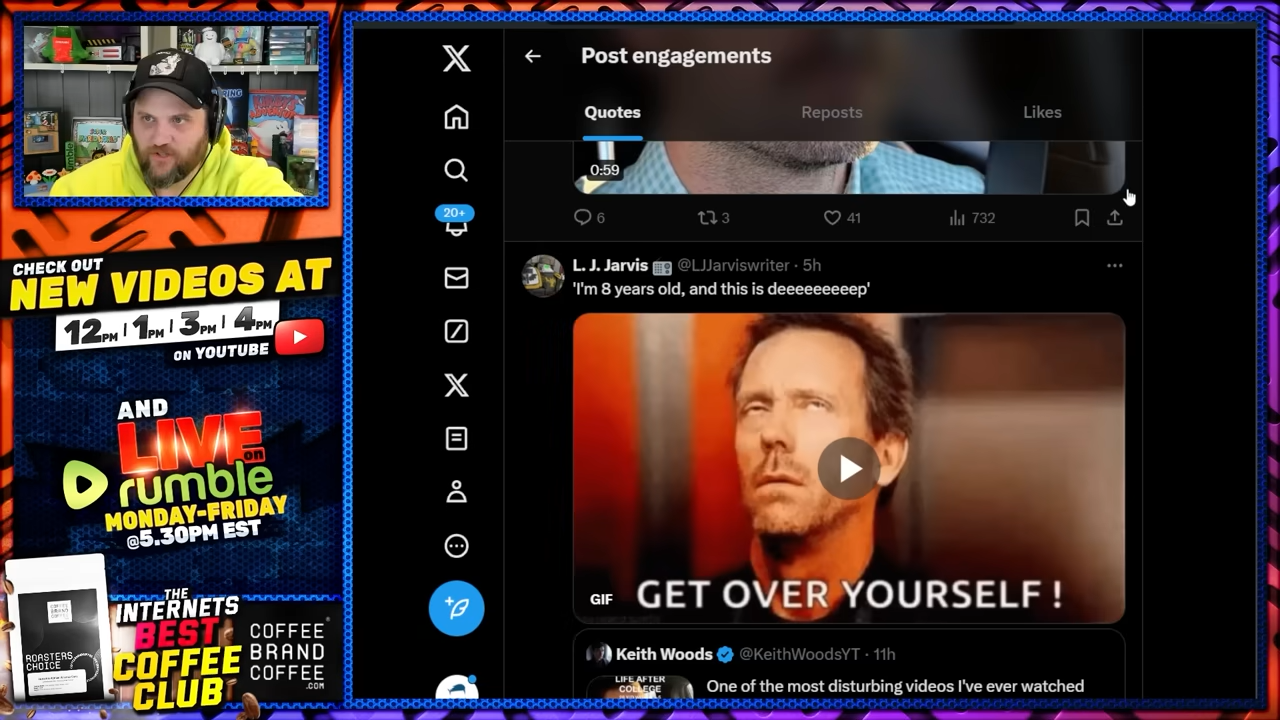 CHECK OUT
NEW VIDEOS AT
12PM | 1PM | 3PM | 4PM
ON YOUTUBE
AND
LIVE on
rumble
MONDAY-FRIDAY
@5.30PM EST
THE
INTERNETS
BEST
COFFEE
CLUB
COFFEE
BRAND
COFFEE
.COM
ROASTERS
CHOICE
20+
Post engagements
Quotes
Reposts
Likes
0:59
6
3
41
732
L. J. Jarvis @LJJarviswriter · 5h
'I'm 8 years old, and this is deeeeeeeeep'
GET OVER YOURSELF !
GIF
Keith Woods @KeithWoodsYT · 11h
LIFE AFTER
COLLEGE
One of the most disturbing videos I've ever watched